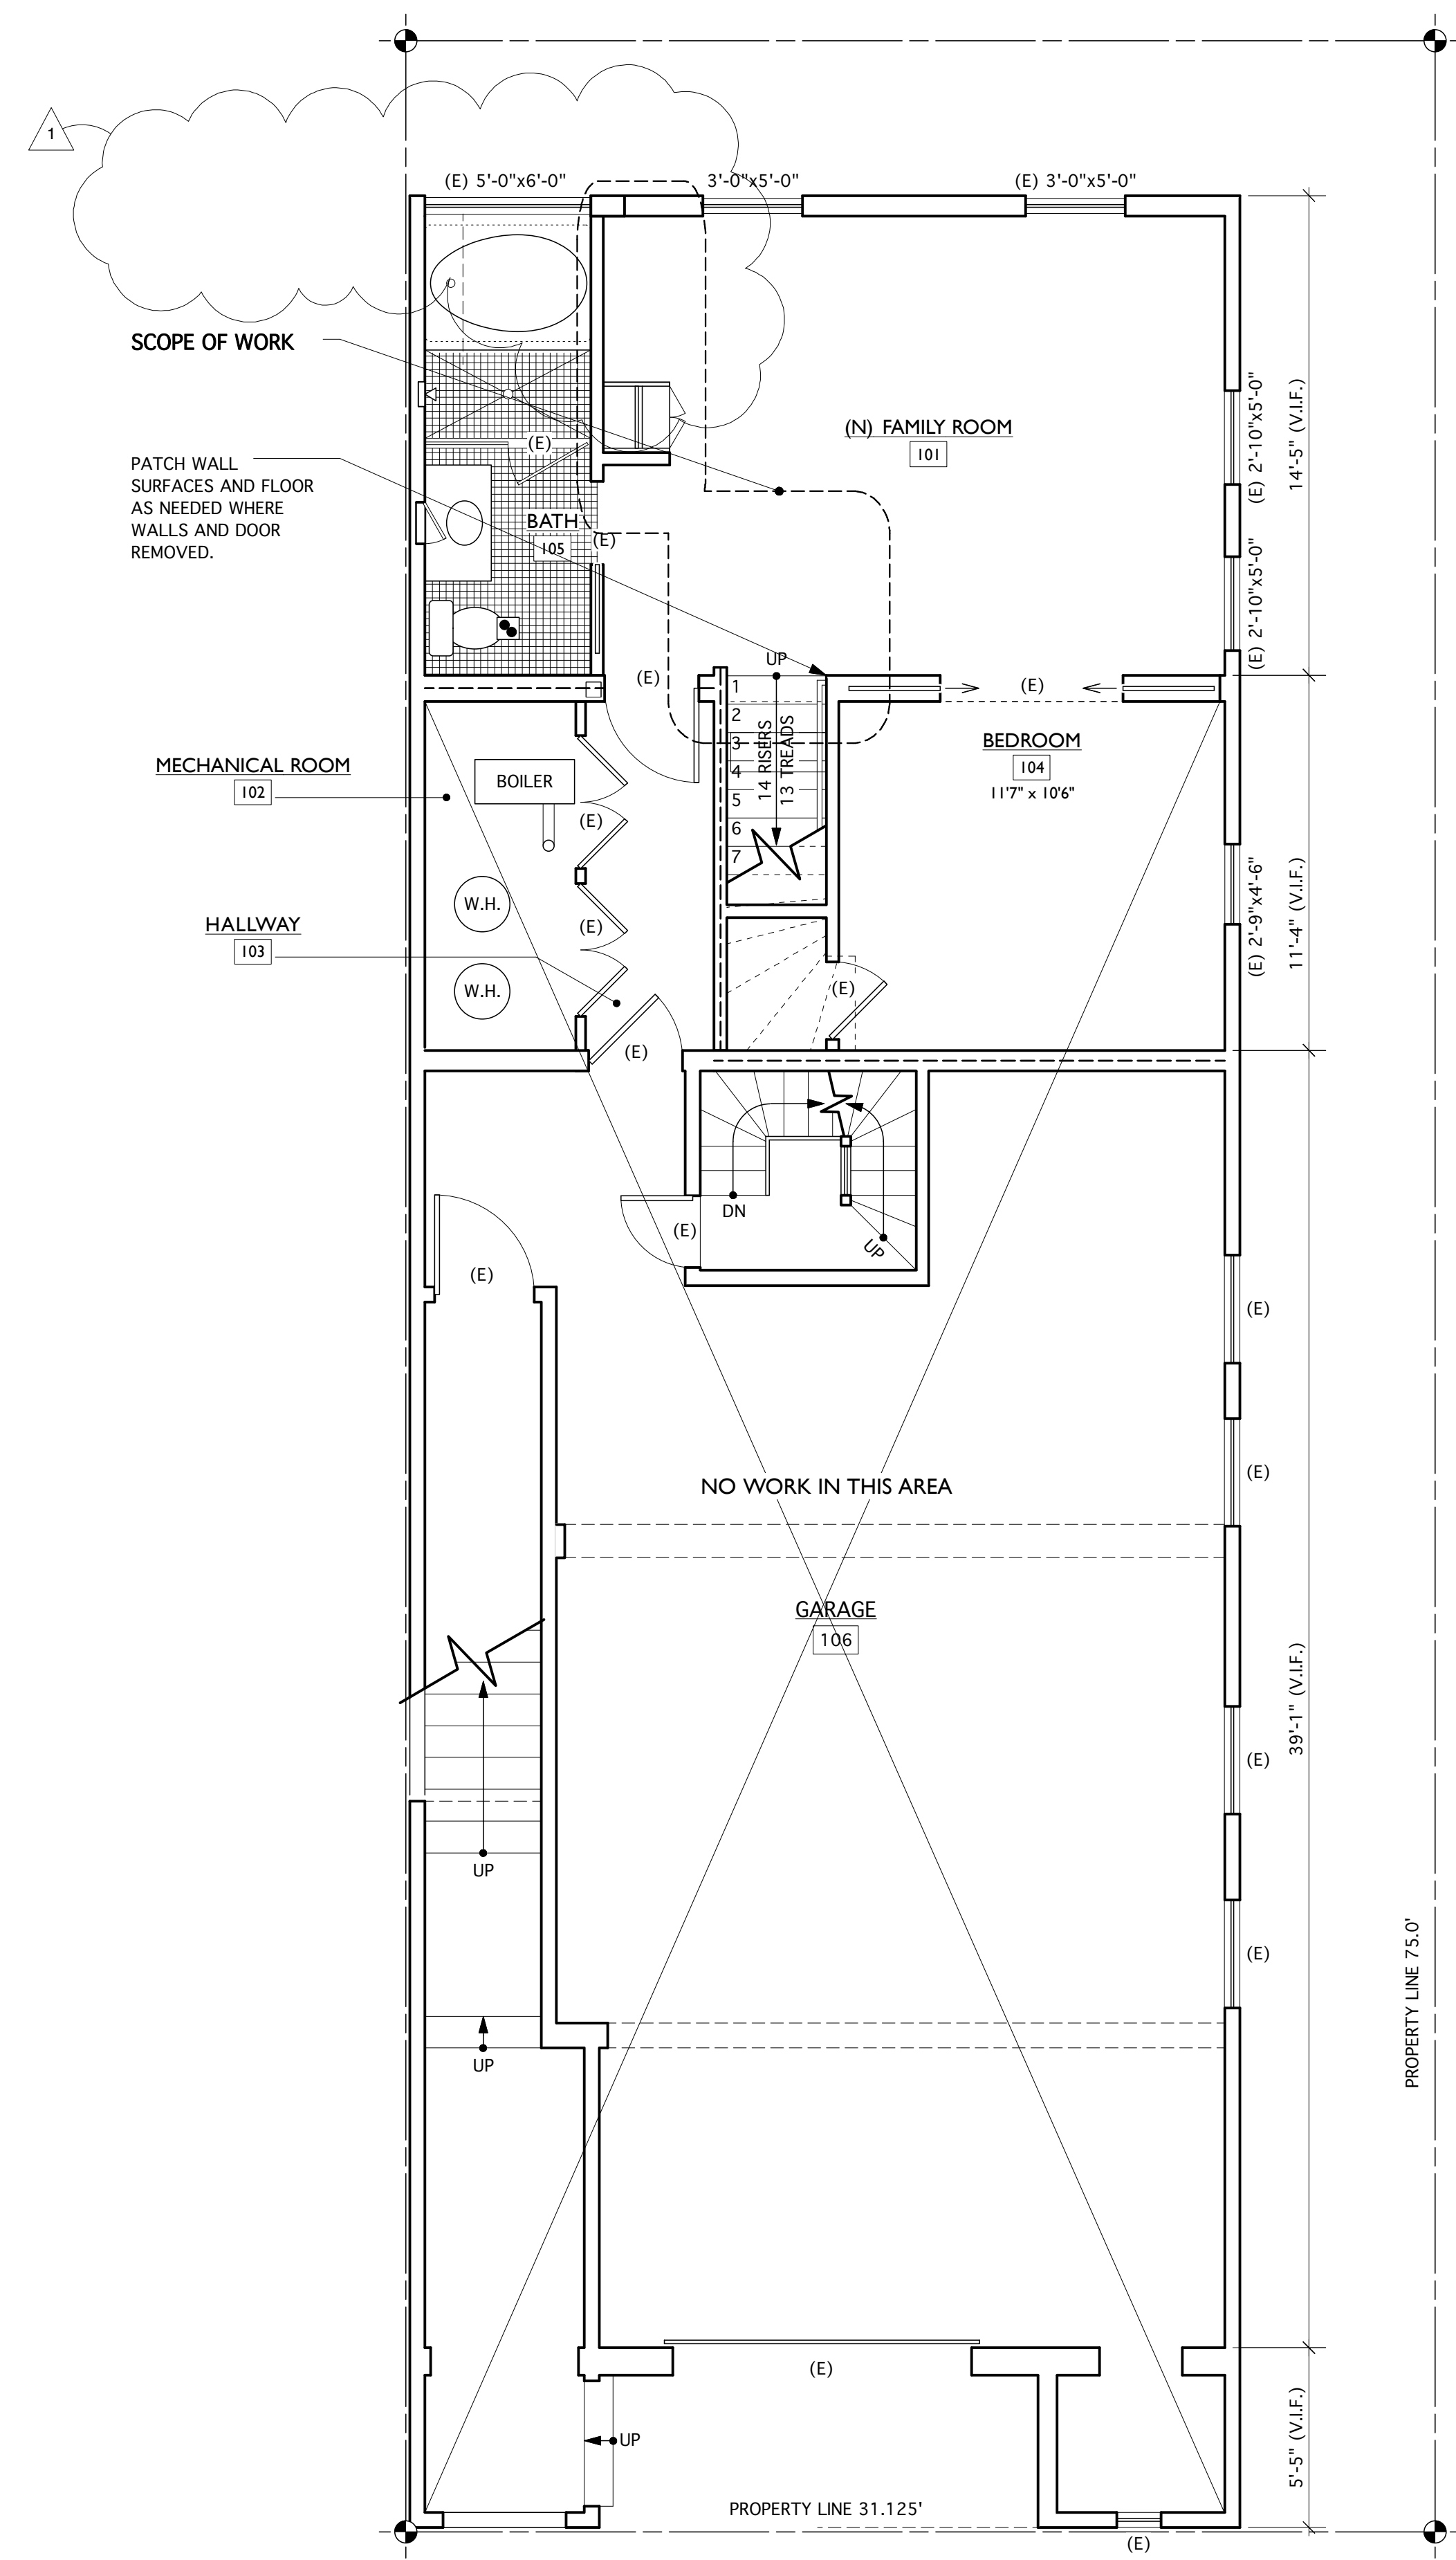 1
(E) 5'-0"x6'-0"
3'-0"x5'-0"
(E) 3'-0"x5'-0"
SCOPE OF WORK
(N) FAMILY ROOM
101
(E) 2'-10"x5'-0"
14'-5" (V.I.F.)
(E)
PATCH WALL
SURFACES AND FLOOR
AS NEEDED WHERE
WALLS AND DOOR
REMOVED.
BATH
105
(E)
(E) 2'-10"x5'-0"
UP
(E)
(E)
1
2
3
4
5
6
7
14 RISERS
13 TREADS
BEDROOM
104
11'7" x 10'6"
MECHANICAL ROOM
102
BOILER
(E)
W.H.
(E) 2'-9"x4'-6"
11'-4" (V.I.F.)
HALLWAY
103
(E)
W.H.
(E)
(E)
DN
(E)
UP
(E)
(E)
(E)
NO WORK IN THIS AREA
GARAGE
106
39'-1" (V.I.F.)
(E)
UP
(E)
PROPERTY LINE 75.0'
UP
(E)
UP
5'-5" (V.I.F.)
PROPERTY LINE 31.125'
(E)